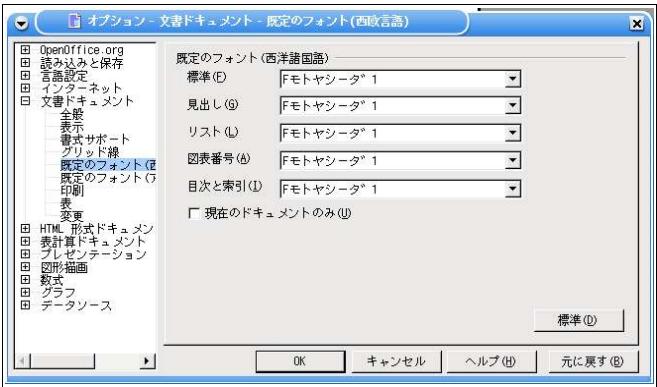 オプション - 文書ドキュメント - 既定のフォント(西欧言語)
OpenOffice.org
読み込みと保存
言語設定
インターネット
文書ドキュメント
全般
表示
書式サポート
グリッド線
既定のフォント(西
既定のフォント(ア
印刷
表
変更
HTML 形式ドキュメン
表計算ドキュメント
プレゼンテーション
図形描画
数式
グラフ
データソース
既定のフォント(西洋諸国語)
標準(F) Fモトヤシーダ 1
見出し(G) Fモトヤシーダ 1
リスト(L) Fモトヤシーダ 1
図表番号(A) Fモトヤシーダ 1
目次と索引(I) Fモトヤシーダ 1
現在のドキュメントのみ(U)
標準(D)
OK キャンセル ヘルプ(H) 元に戻す(B)